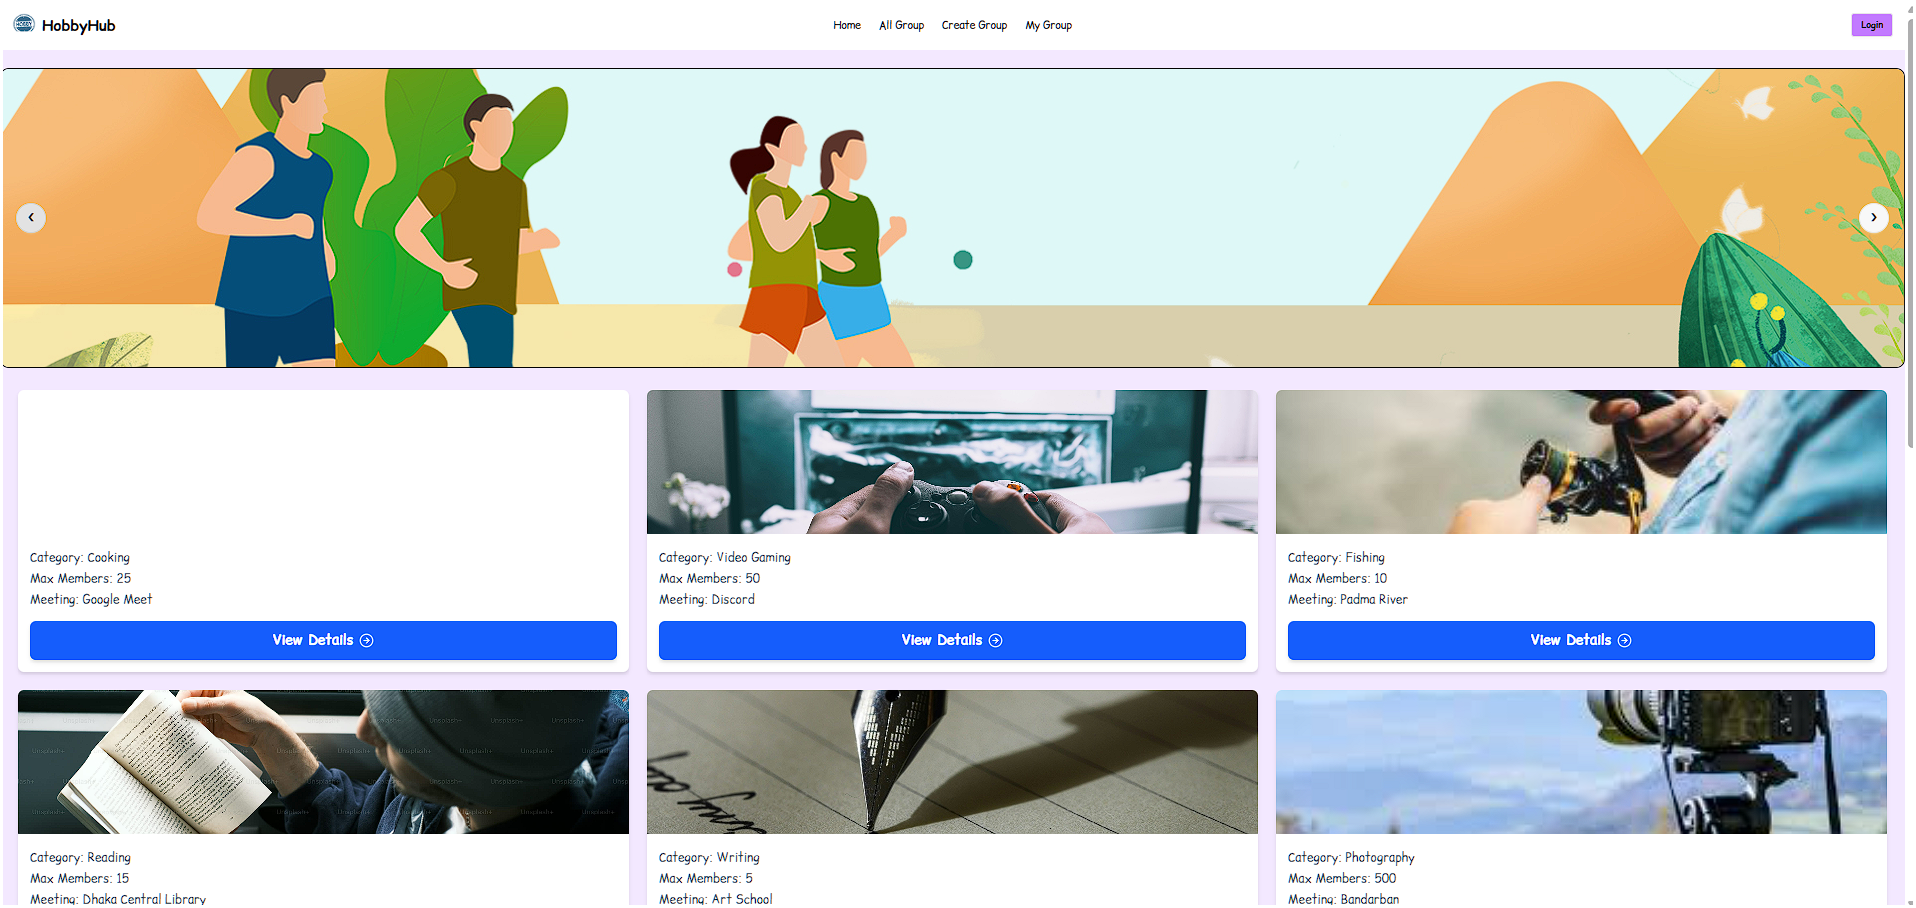 HOBBY
HobbyHub
Home
All Group
Create Group
My Group
Login
Category: Cooking
Max Members: 25
Meeting: Google Meet
View Details
Category: Video Gaming
Max Members: 50
Meeting: Discord
View Details
Category: Fishing
Max Members: 10
Meeting: Padma River
View Details
Unsplash+
Category: Reading
Max Members: 15
Meeting: Dhaka Central Library
Category: Writing
Max Members: 5
Meeting: Art School
Category: Photography
Max Members: 500
Meeting: Bandarban